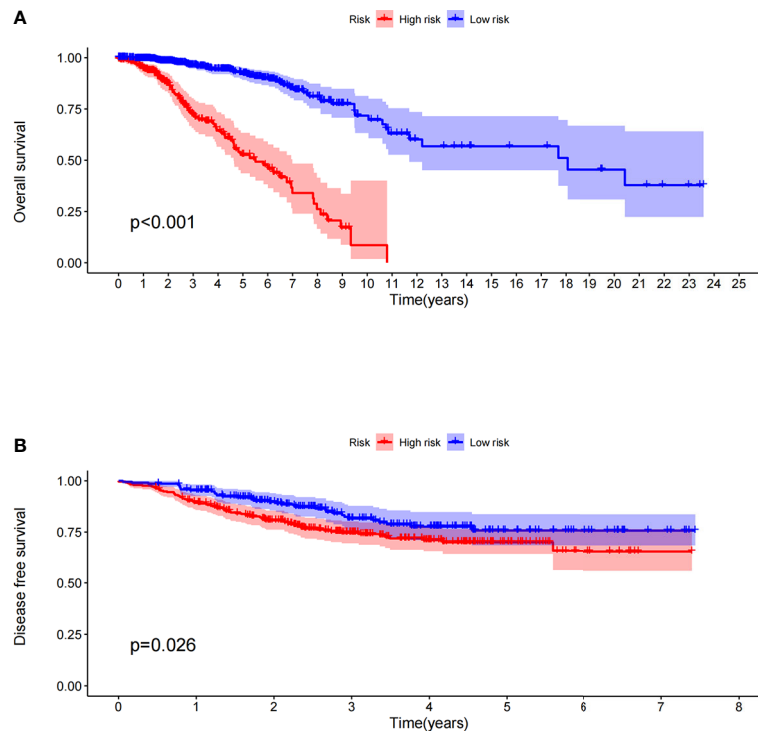 A
Risk High risk Low risk
1.00
0.75
0.50
0.25
0.00
Overall survival
p<0.001
0 1 2 3 4 5 6 7 8 9 10 11 12 13 14 15 16 17 18 19 20 21 22 23 24 25
Time(years)
B
Risk High risk Low risk
1.00
0.75
0.50
0.25
0.00
Disease free survival
p=0.026
0 1 2 3 4 5 6 7 8
Time(years)